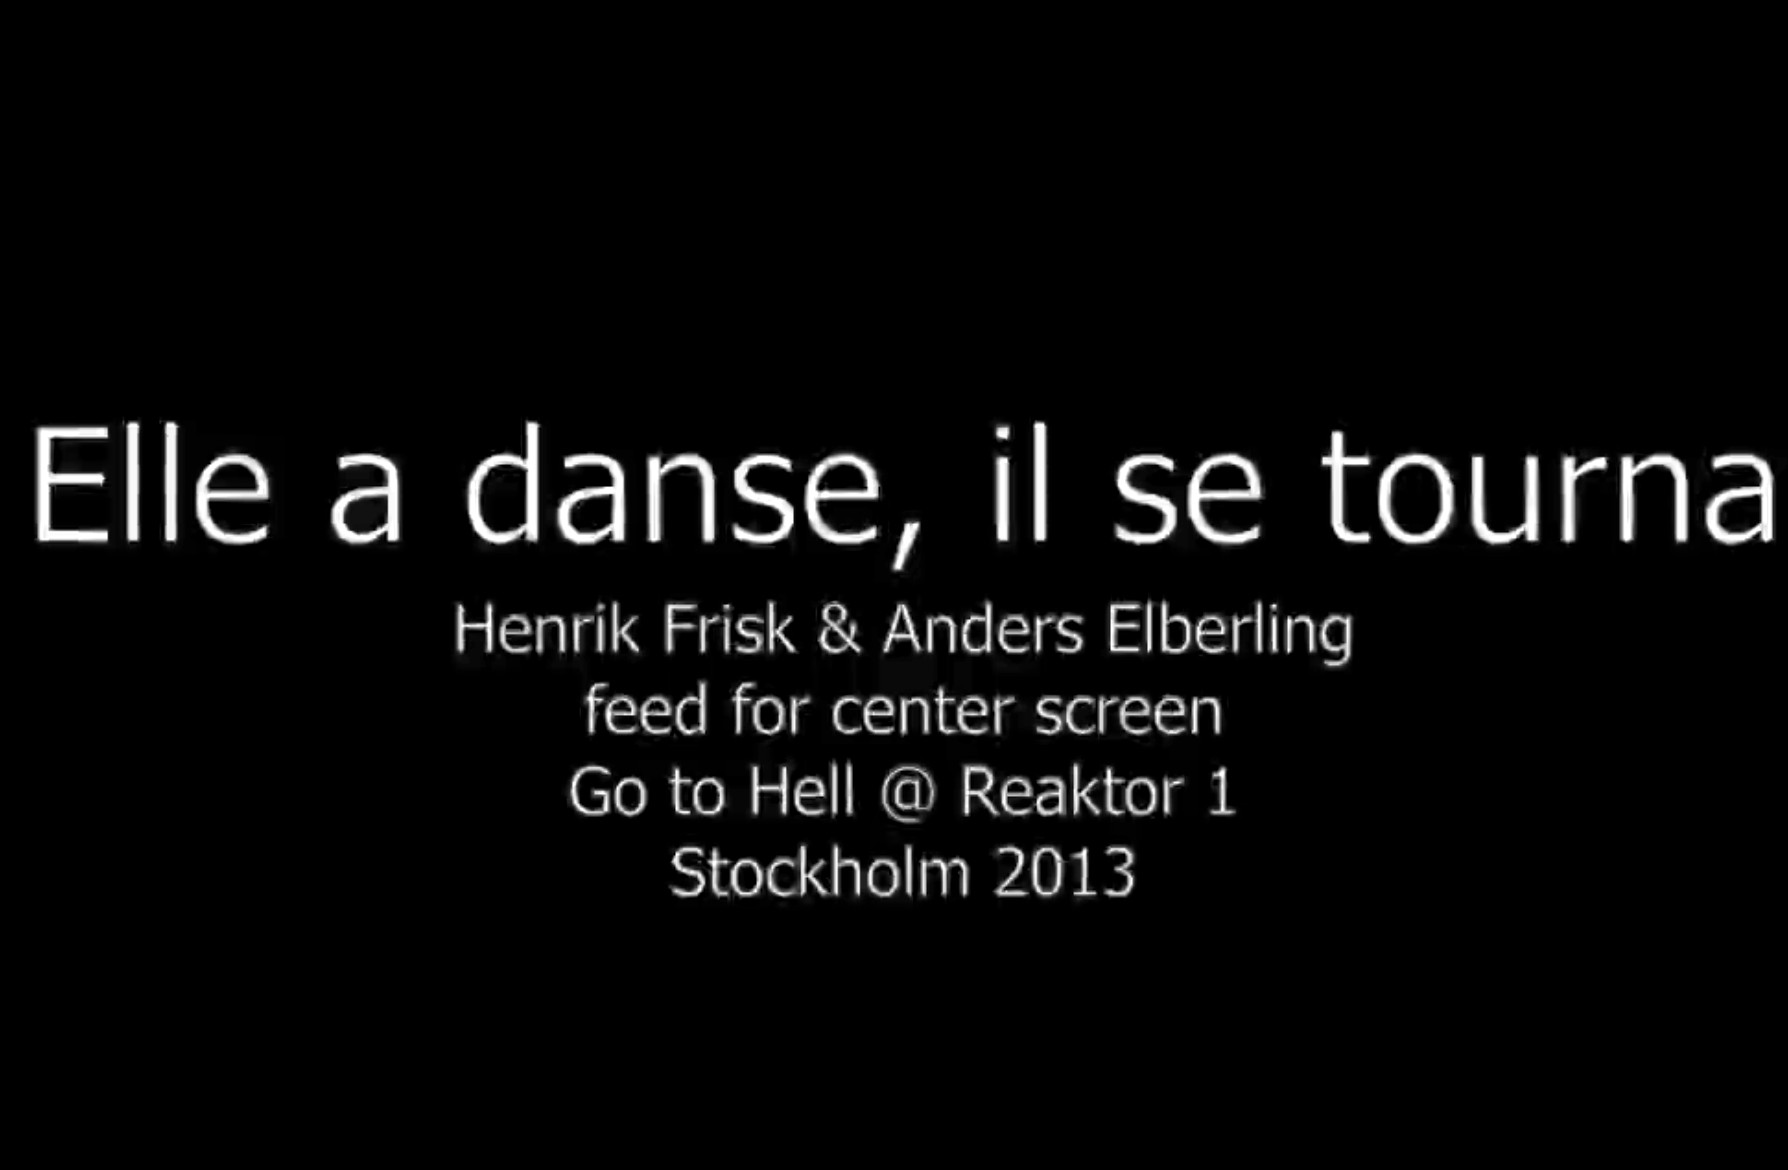 Elle a danse, il se tourna
Henrik Frisk & Anders Elberling
feed for center screen
Go to Hell @ Reaktor 1
Stockholm 2013